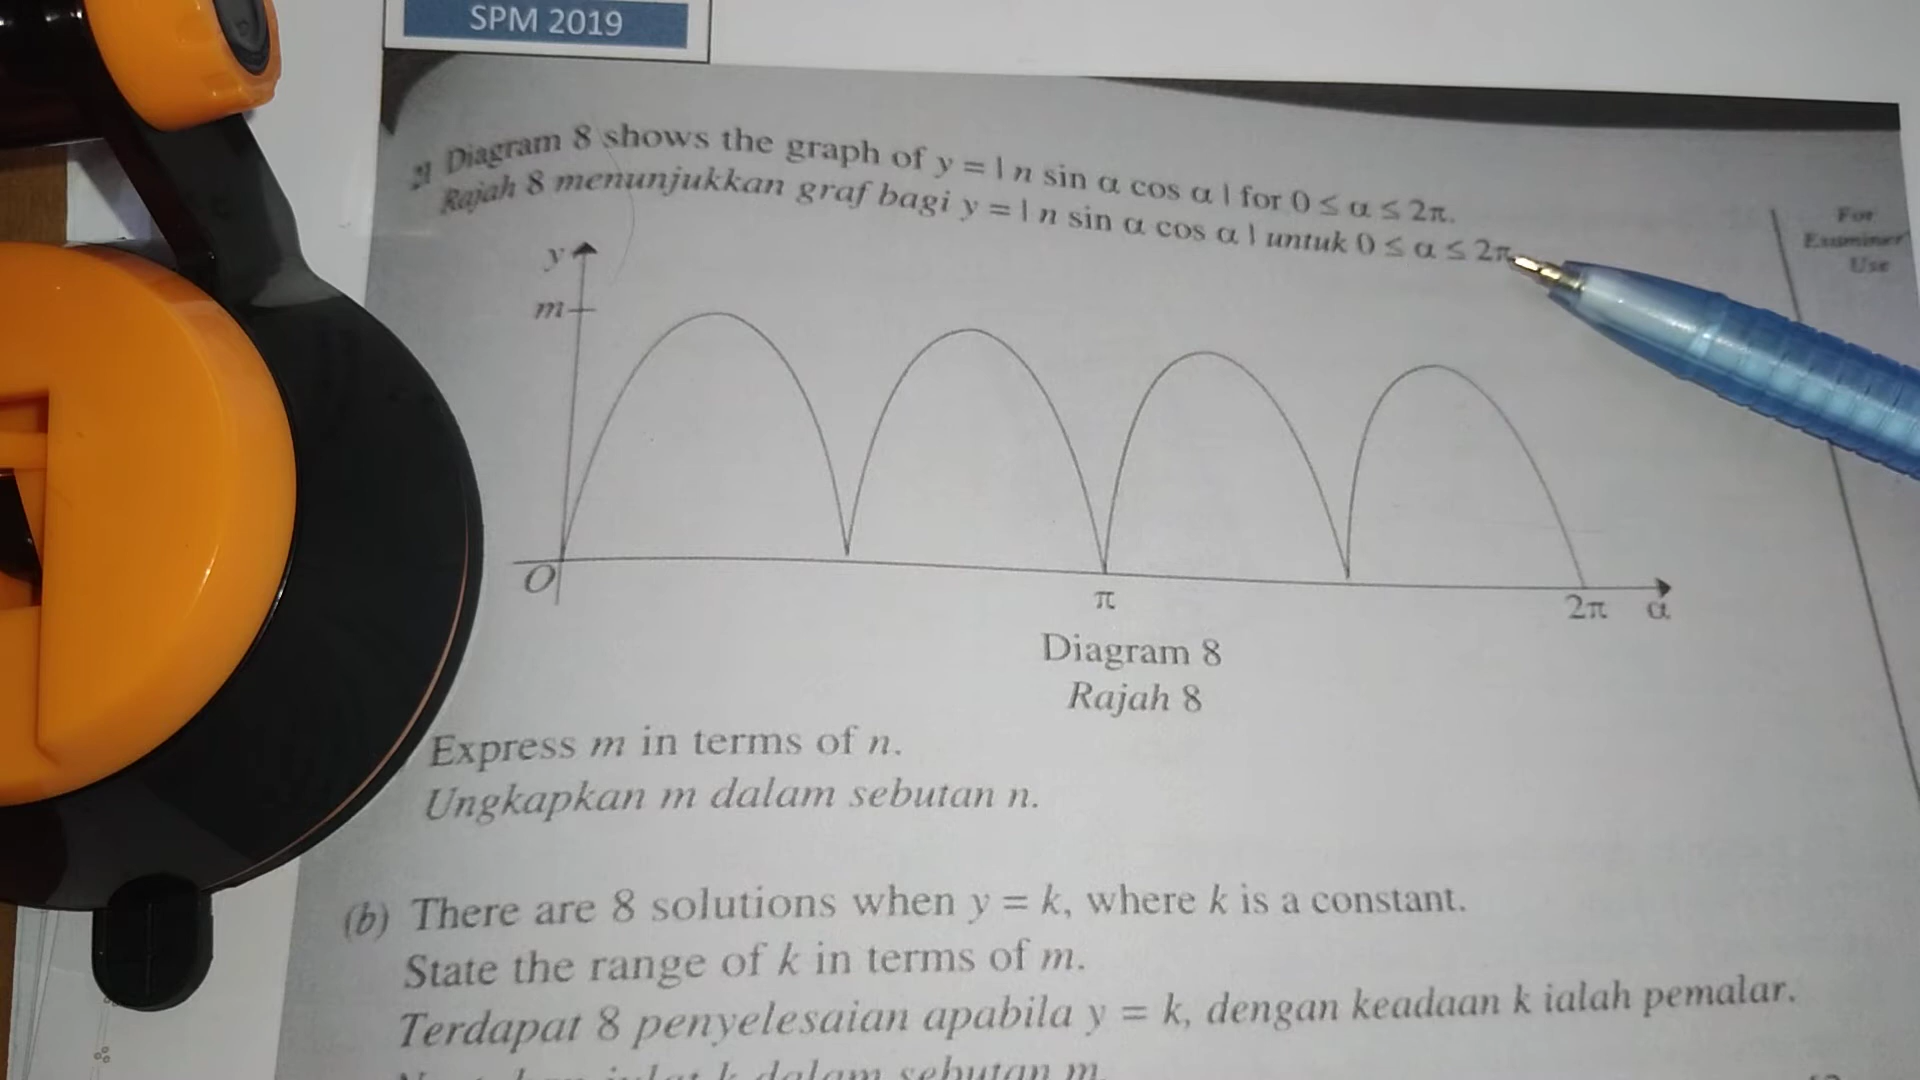 SPM 2019
Diagram 8 shows the graph of y = | n sin α cos α | for 0 ≤ α ≤ 2π.
Rajah 8 menunjukkan graf bagi y = | n sin α cos α | untuk 0 ≤ α ≤ 2π
For
Examiner
Use
y
m
O
π
2π α
Diagram 8
Rajah 8
Express m in terms of n.
Ungkapkan m dalam sebutan n.
(b) There are 8 solutions when y = k, where k is a constant.
State the range of k in terms of m.
Terdapat 8 penyelesaian apabila y = k, dengan keadaan k ialah pemalar.
k dalam sebutan m.